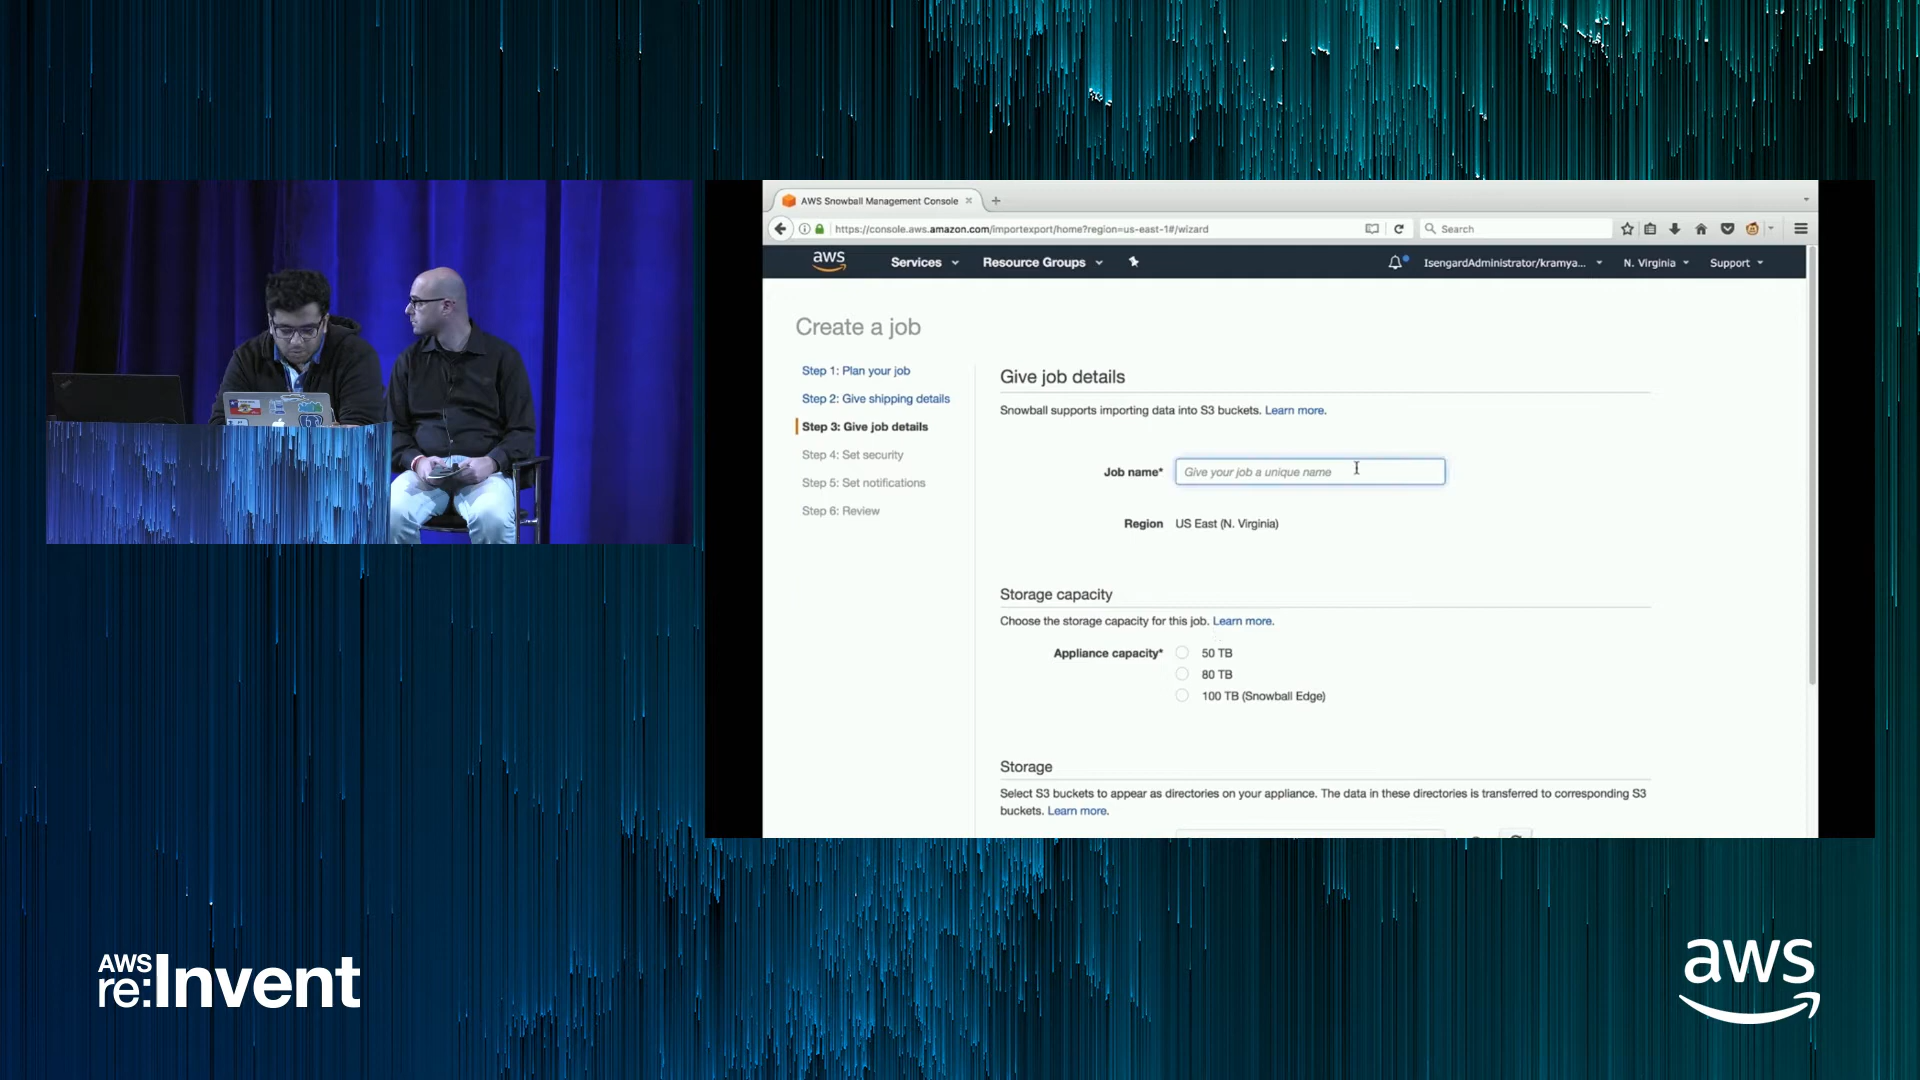 AWS Snowball Management Console
https://console.aws.amazon.com/importexport/home?region=us-east-1#/wizard
Search
aws
Services
Resource Groups
IsengardAdministrator/kramya...
N. Virginia
Support
Create a job
Step 1: Plan your job
Step 2: Give shipping details
Step 3: Give job details
Step 4: Set security
Step 5: Set notifications
Step 6: Review
Give job details
Snowball supports importing data into S3 buckets. Learn more.
Job name*
Give your job a unique name
Region
US East (N. Virginia)
Storage capacity
Choose the storage capacity for this job. Learn more.
Appliance capacity*
50 TB
80 TB
100 TB (Snowball Edge)
Storage
Select S3 buckets to appear as directories on your appliance. The data in these directories is transferred to corresponding S3
buckets. Learn more.
AWS
re:Invent
aws